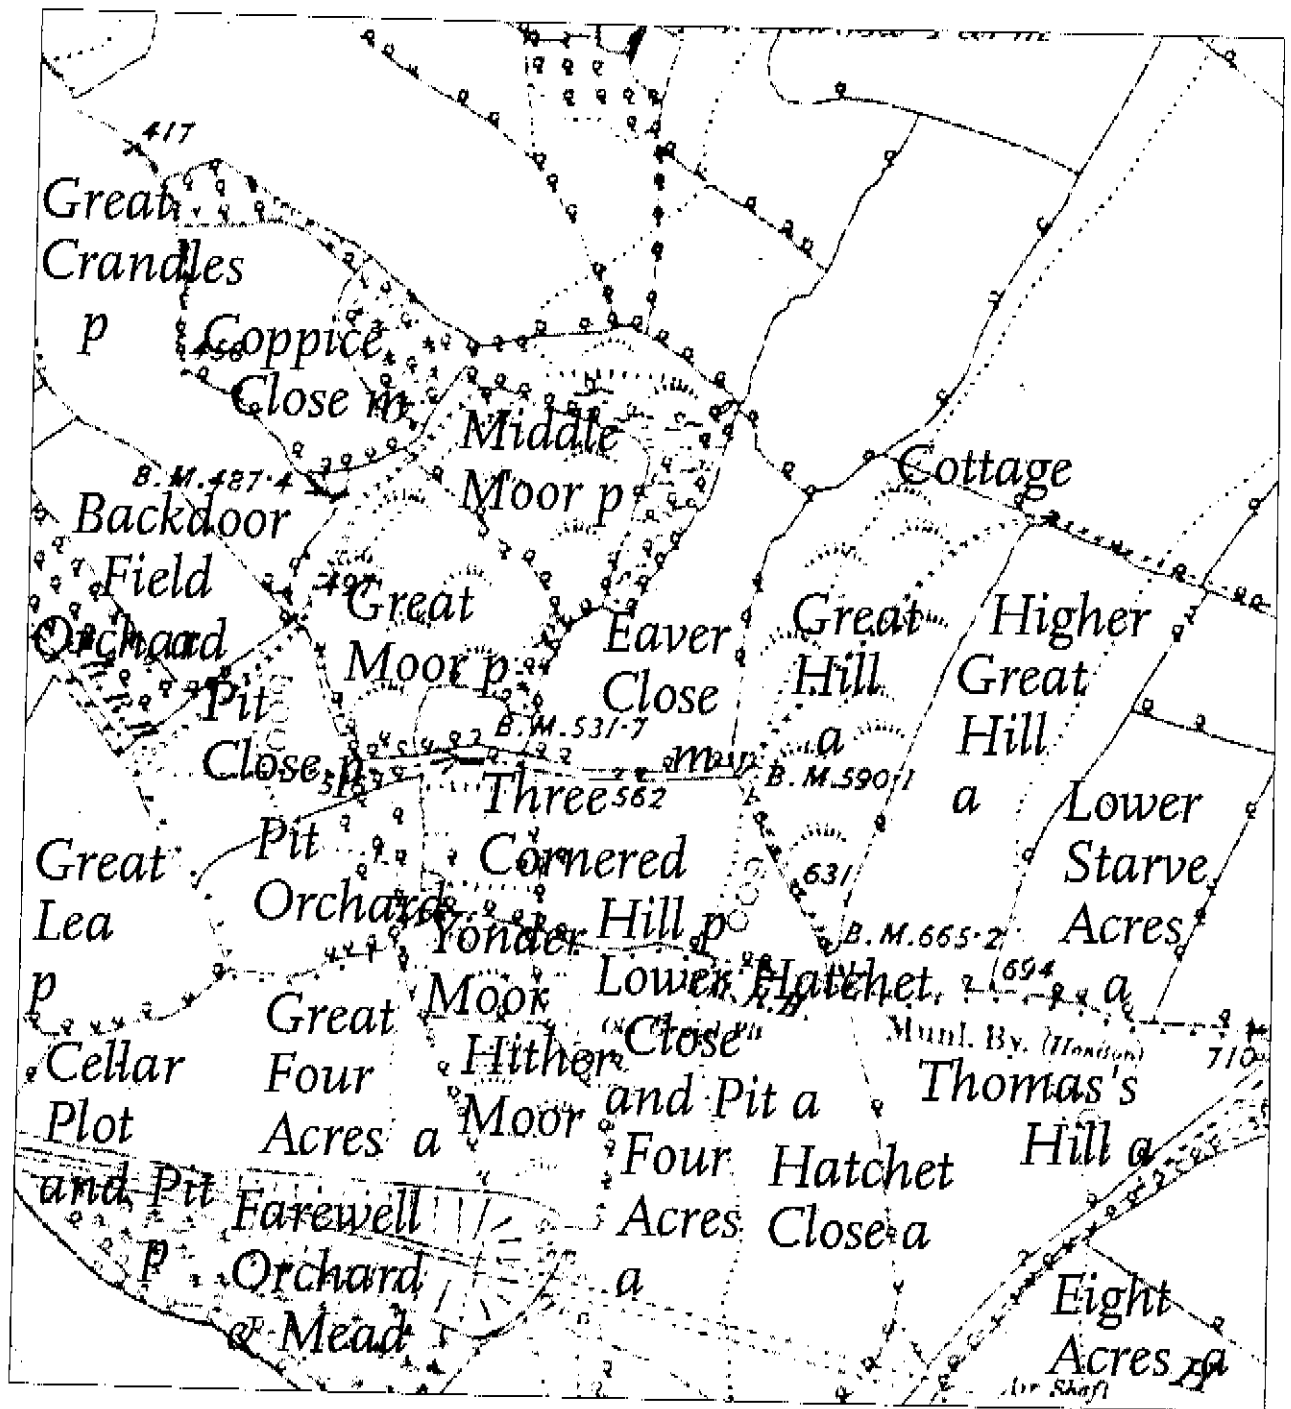 417
Great
Crandles
p
Coppice
Close m
Middle
Moor p
Cottage
B.M.487·4
Backdoor
Field
Orchard
497
Great
Moor p
Eaver
Close
m
Great
Hill
a
Higher
Great
Hill
a
Pit
Close p
B.M.531·7
B.M.590·1
Three
Cornered
Hill p
562
Lower
Starve
Acres
a
Pit
Orchard
Great
Lea
p
631
B.M.665·2
694
Yonder
Moor
Lower Hatchet
Close
and Pit a
Munl. By. (Honiton)
710
Great
Four
Acres a
Hither
Moor
Thomas's
Hill a
Cellar
Plot
and Pit
p
Four
Acres
a
Hatchet
Close a
Farewell
Orchard
& Mead
Eight
Acres a